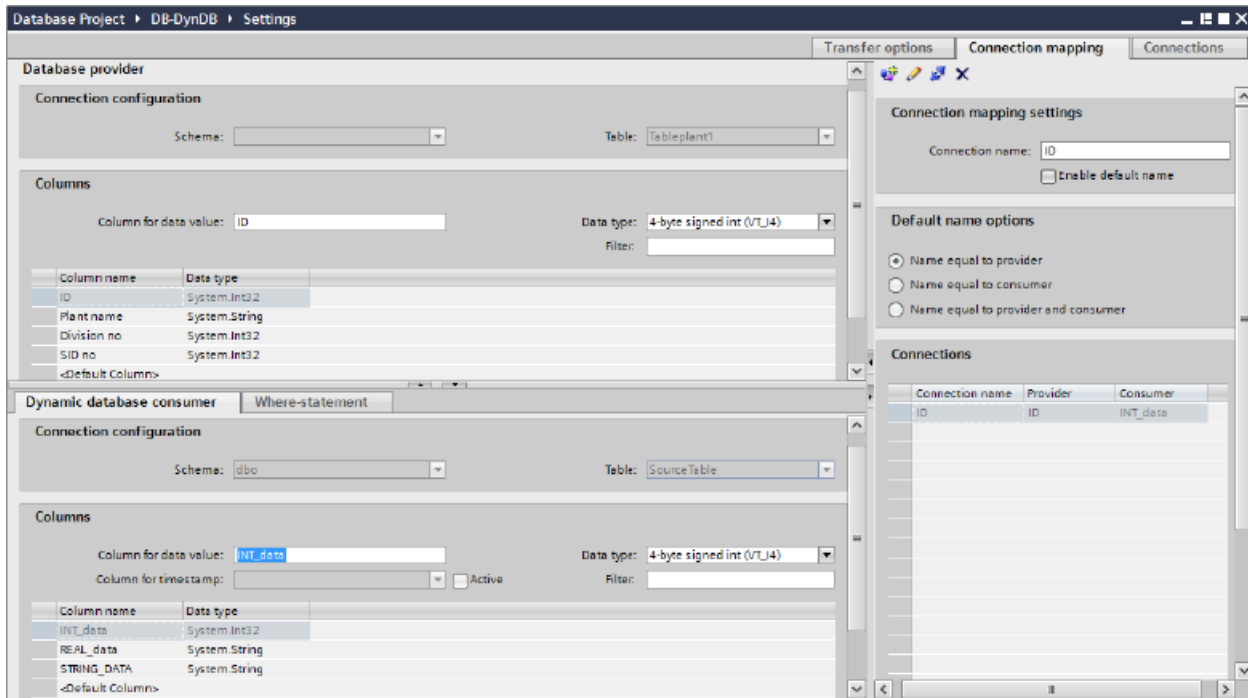 Database Project ▸ DB-DynDB ▸ Settings
Transfer options Connection mapping Connections
Database provider
Connection configuration
Schema: Table: Tableplant1
Columns
Column for data value: ID Data type: 4-byte signed int (VT_I4)
Filter:
Column name Data type
ID System.Int32
Plant name System.String
Division no System.Int32
SID no System.Int32
<Default Column>
Dynamic database consumer Where-statement
Connection configuration
Schema: dbo Table: SourceTable
Columns
Column for data value: INT_data Data type: 4-byte signed int (VT_I4)
Column for timestamp: Active Filter:
Column name Data type
INT_data System.Int32
REAL_data System.String
STRING_DATA System.String
<Default Column>
Connection mapping settings
Connection name: ID
Enable default name
Default name options
Name equal to provider
Name equal to consumer
Name equal to provider and consumer
Connections
Connection name Provider Consumer
ID ID INT_data